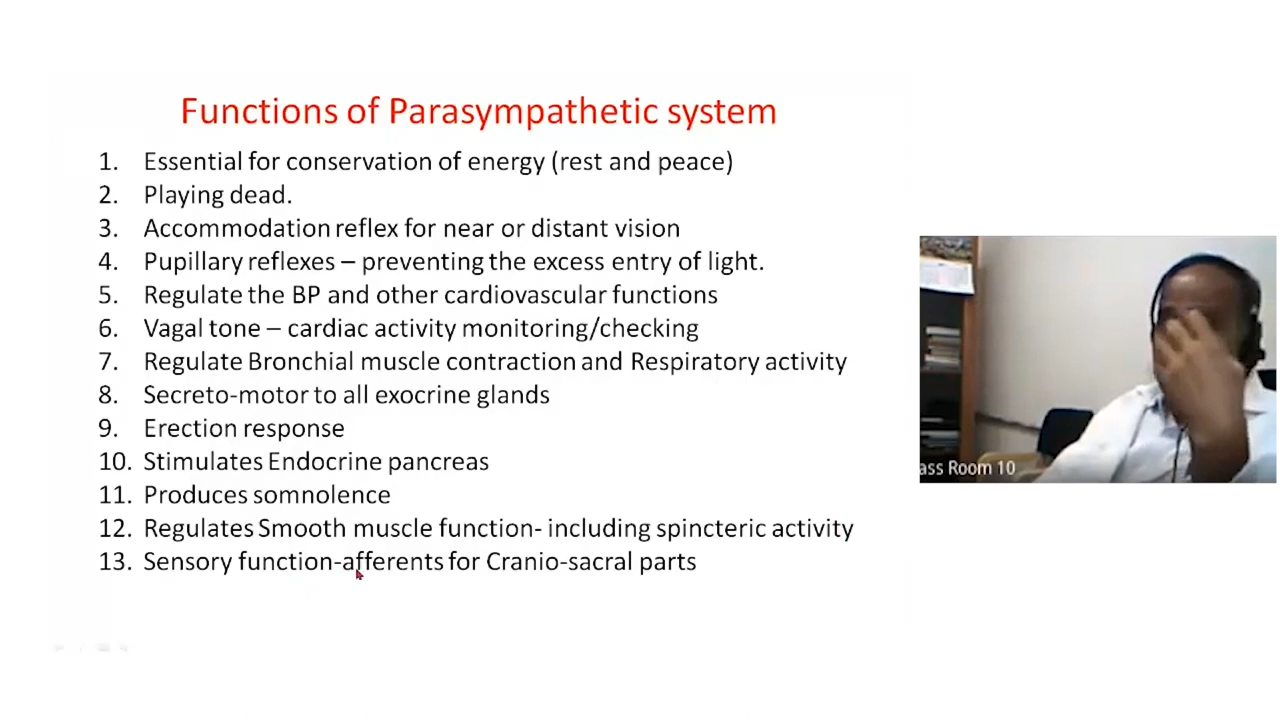 Functions of Parasympathetic system
1. Essential for conservation of energy (rest and peace)
2. Playing dead.
3. Accommodation reflex for near or distant vision
4. Pupillary reflexes – preventing the excess entry of light.
5. Regulate the BP and other cardiovascular functions
6. Vagal tone – cardiac activity monitoring/checking
7. Regulate Bronchial muscle contraction and Respiratory activity
8. Secreto-motor to all exocrine glands
9. Erection response
10. Stimulates Endocrine pancreas
11. Produces somnolence
12. Regulates Smooth muscle function- including spincteric activity
13. Sensory function-afferents for Cranio-sacral parts
ass Room 10